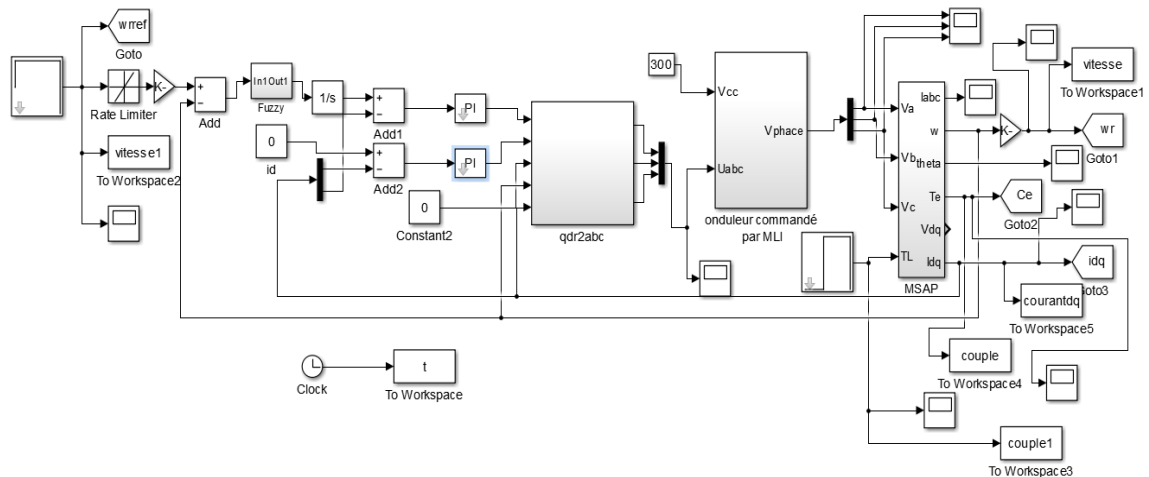 wrref
Goto
Rate Limiter
K-
+
−
Add
In1 Out1
Fuzzy
1/s
+
−
Add1
PI
0
id
+
−
Add2
PI
0
Constant2
qdr2abc
vitesse1
To Workspace2
300
Vcc
Uabc
Vphace
onduleur commandé
par MLI
Va
Vb
Vc
TL
Iabc
w
theta
Te
Vdq
Idq
MSAP
K-
vitesse
To Workspace1
wr
Goto1
Ce
Goto2
idq
oto3
courantdq
To Workspace5
couple
To Workspace4
Clock
t
To Workspace
couple1
To Workspace3